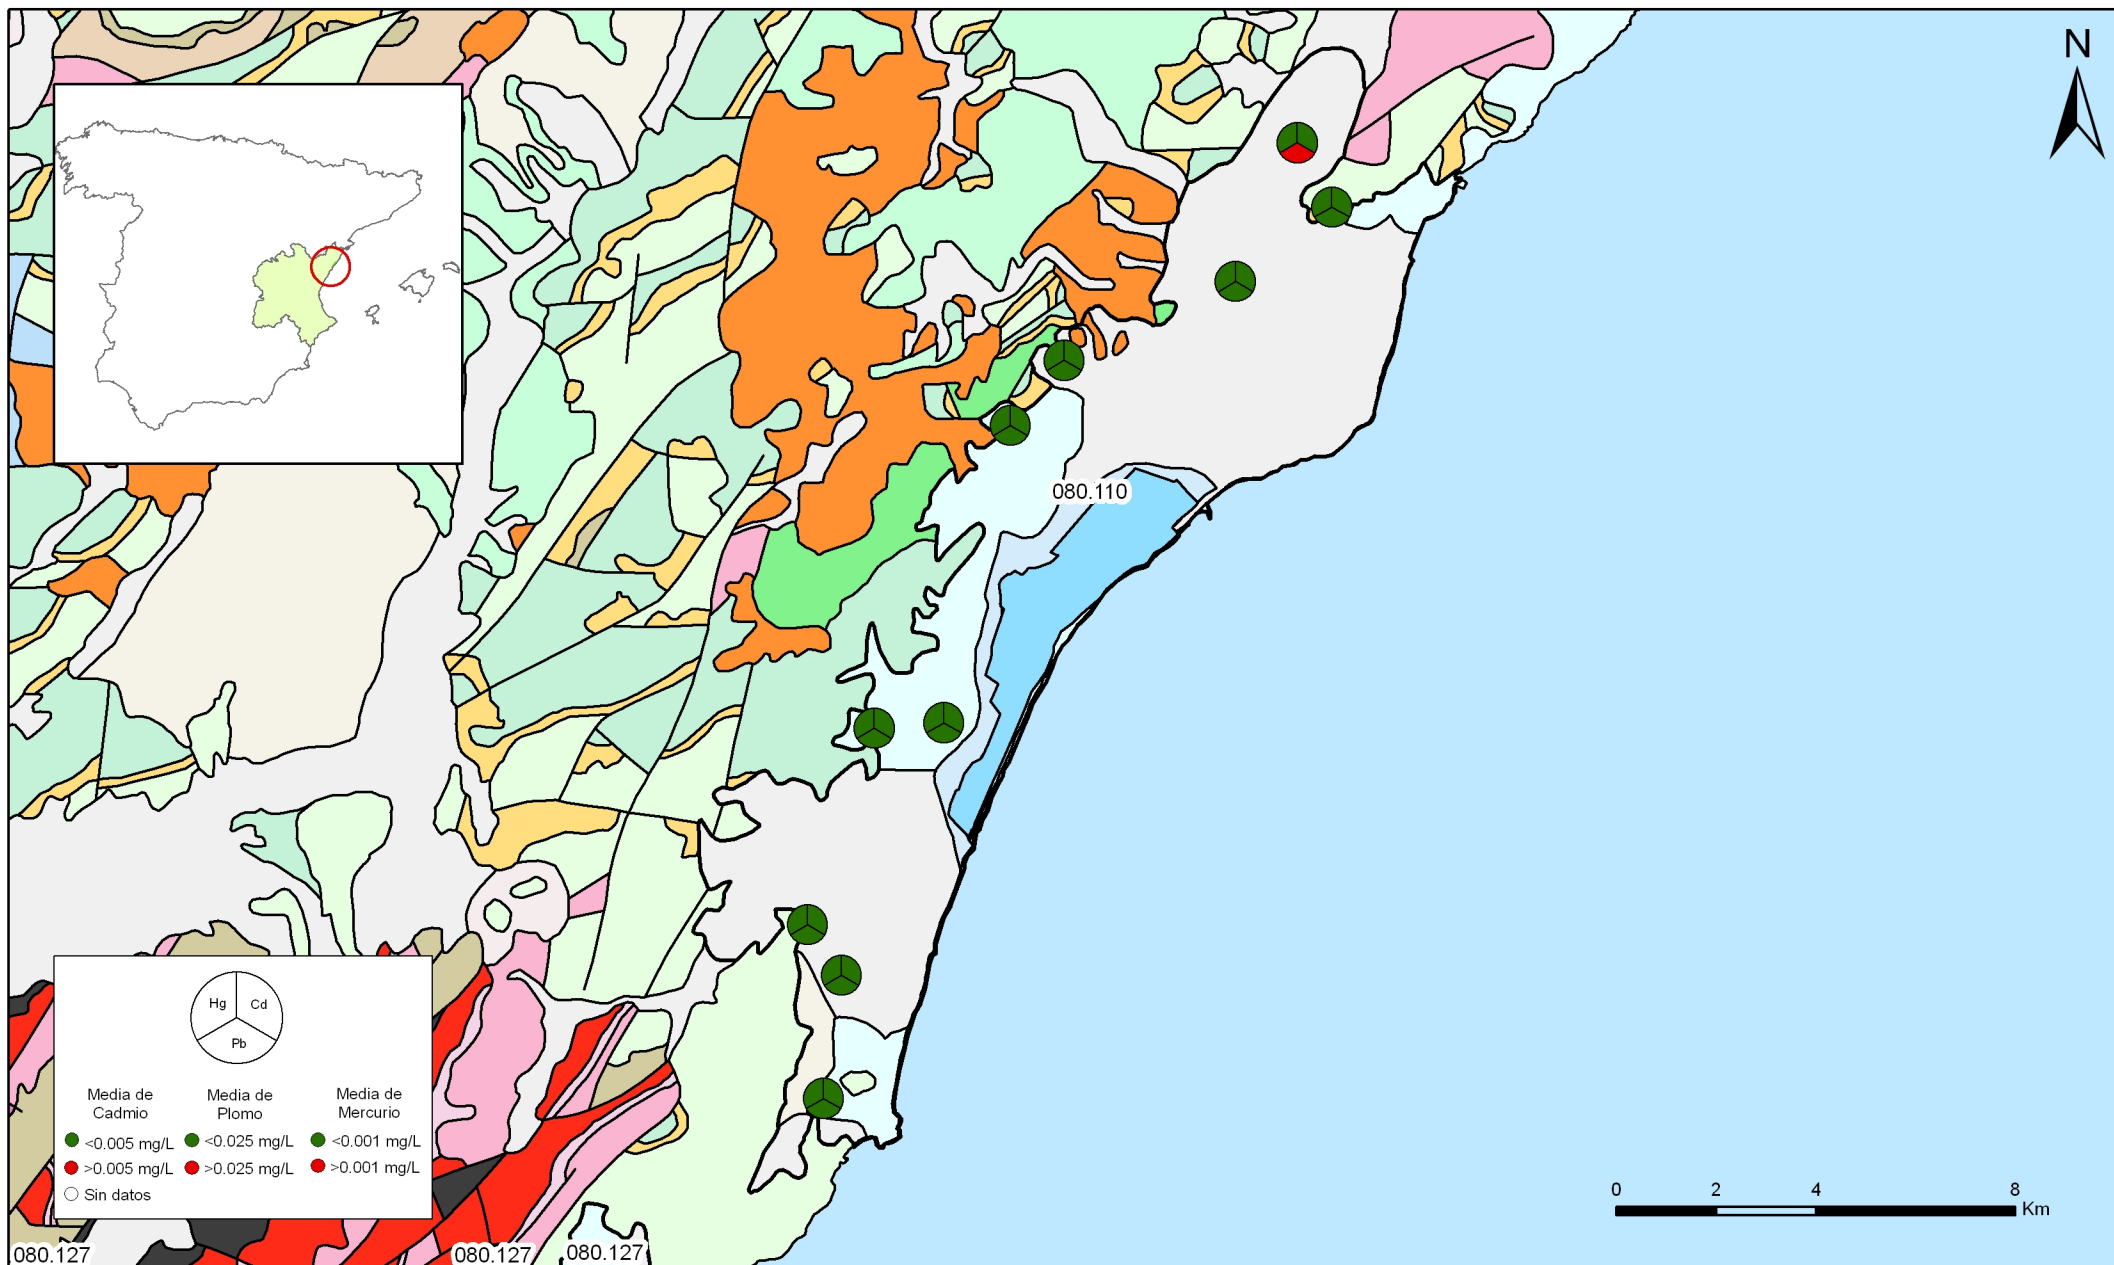 N
080.110
Hg
Cd
Pb
Media de
Cadmio
Media de
Plomo
Media de
Mercurio
<0.005 mg/L
<0.025 mg/L
<0.001 mg/L
>0.005 mg/L
>0.025 mg/L
>0.001 mg/L
Sin datos
0 2 4 8
Km
080.127
080.127
080.127